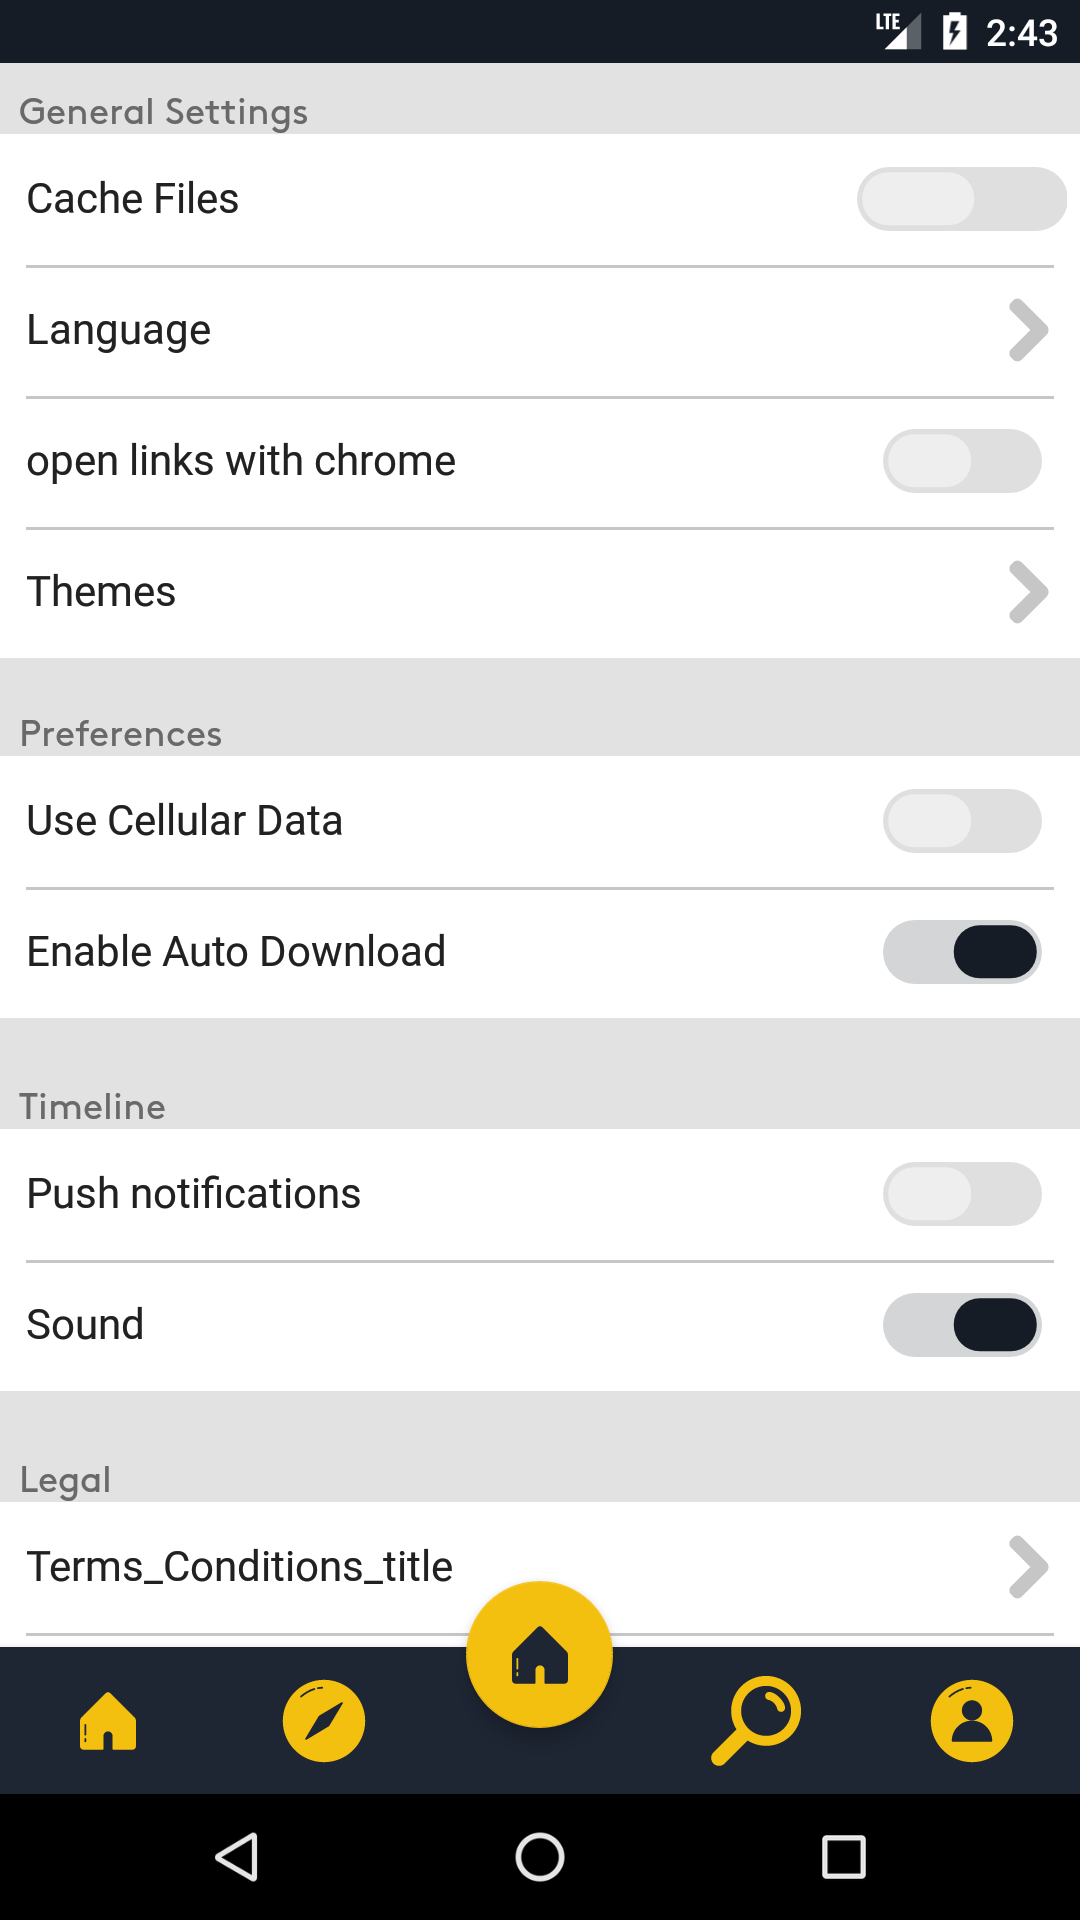 LTE 2:43
General Settings
Cache Files
Language
open links with chrome
Themes
Preferences
Use Cellular Data
Enable Auto Download
Timeline
Push notifications
Sound
Legal
Terms_Conditions_title